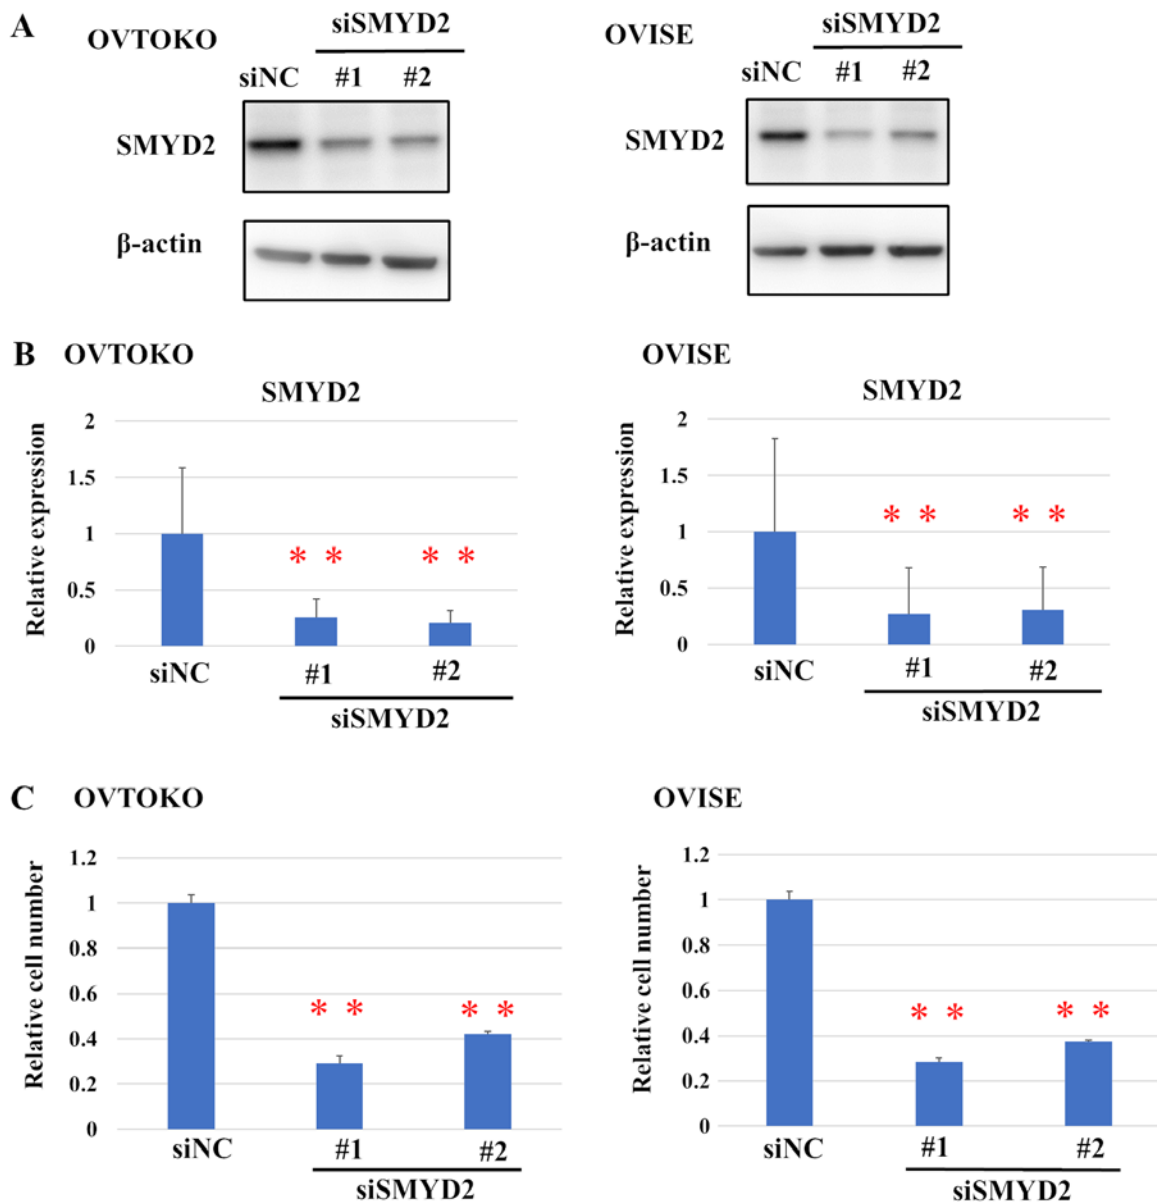 A
OVTOKO
siSMYD2
siNC #1 #2
SMYD2
β-actin
OVISE
siSMYD2
siNC #1 #2
SMYD2
β-actin
B
OVTOKO
SMYD2
Relative expression
2
1.5
1
0.5
0
* *
* *
siNC
#1
#2
siSMYD2
OVISE
SMYD2
Relative expression
2
1.5
1
0.5
0
* *
* *
siNC
#1
#2
siSMYD2
C
OVTOKO
Relative cell number
1.2
1
0.8
0.6
0.4
0.2
0
* *
* *
siNC
#1
#2
siSMYD2
OVISE
Relative cell number
1.2
1
0.8
0.6
0.4
0.2
0
* *
* *
siNC
#1
#2
siSMYD2